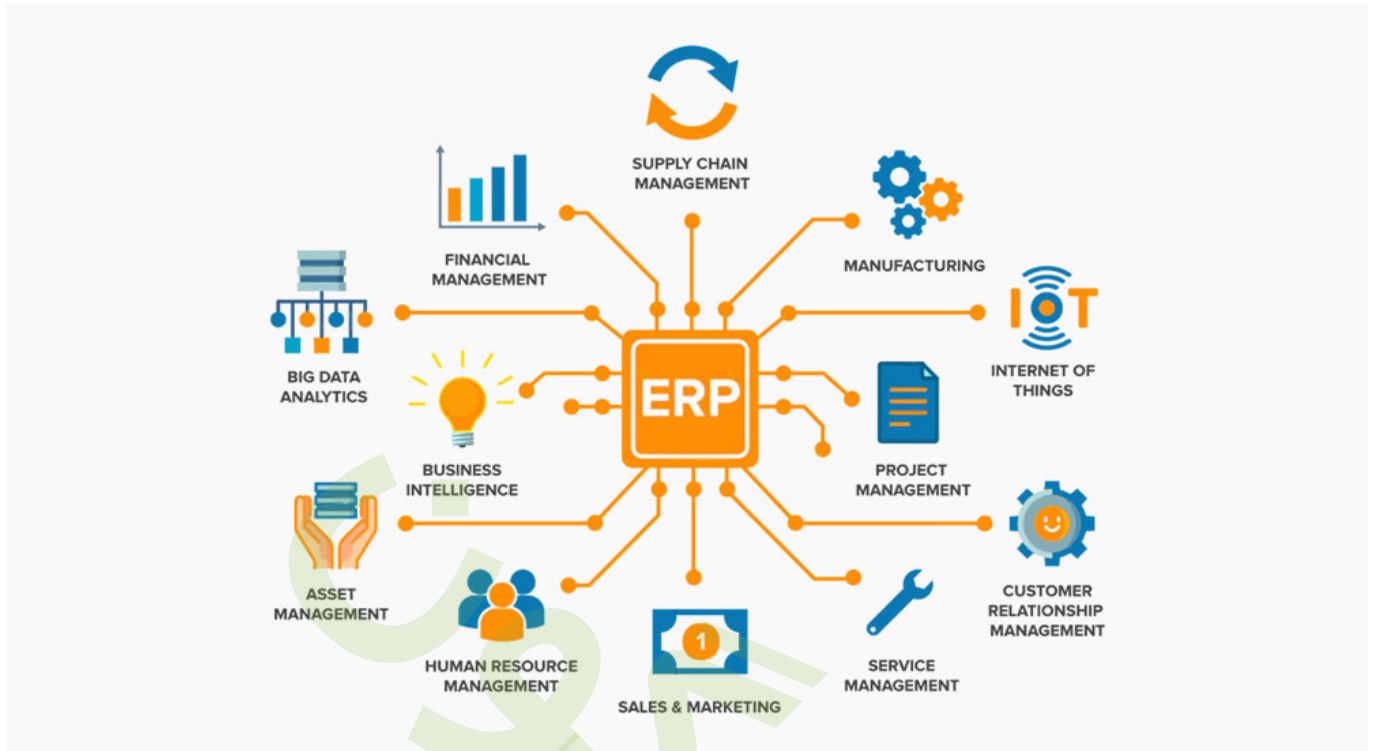 SUPPLY CHAIN
MANAGEMENT
FINANCIAL
MANAGEMENT
MANUFACTURING
BIG DATA
ANALYTICS
IOT
INTERNET OF
THINGS
ERP
BUSINESS
INTELLIGENCE
PROJECT
MANAGEMENT
ASSET
MANAGEMENT
CUSTOMER
RELATIONSHIP
MANAGEMENT
HUMAN RESOURCE
MANAGEMENT
1
SALES & MARKETING
SERVICE
MANAGEMENT